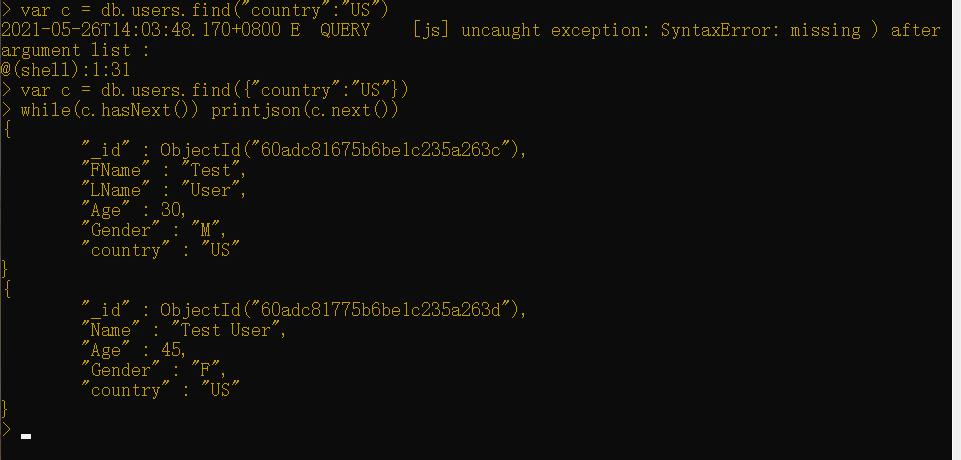 > var c = db.users.find("country":"US")
2021-05-26T14:03:48.170+0800 E  QUERY    [js] uncaught exception: SyntaxError: missing ) after
argument list :
@(shell):1:31
> var c = db.users.find({"country":"US"})
> while(c.hasNext()) printjson(c.next())
{
        "_id" : ObjectId("60adc81675b6be1c235a263c"),
        "FName" : "Test",
        "LName" : "User",
        "Age" : 30,
        "Gender" : "M",
        "country" : "US"
}
{
        "_id" : ObjectId("60adc81775b6be1c235a263d"),
        "Name" : "Test User",
        "Age" : 45,
        "Gender" : "F",
        "country" : "US"
}
>